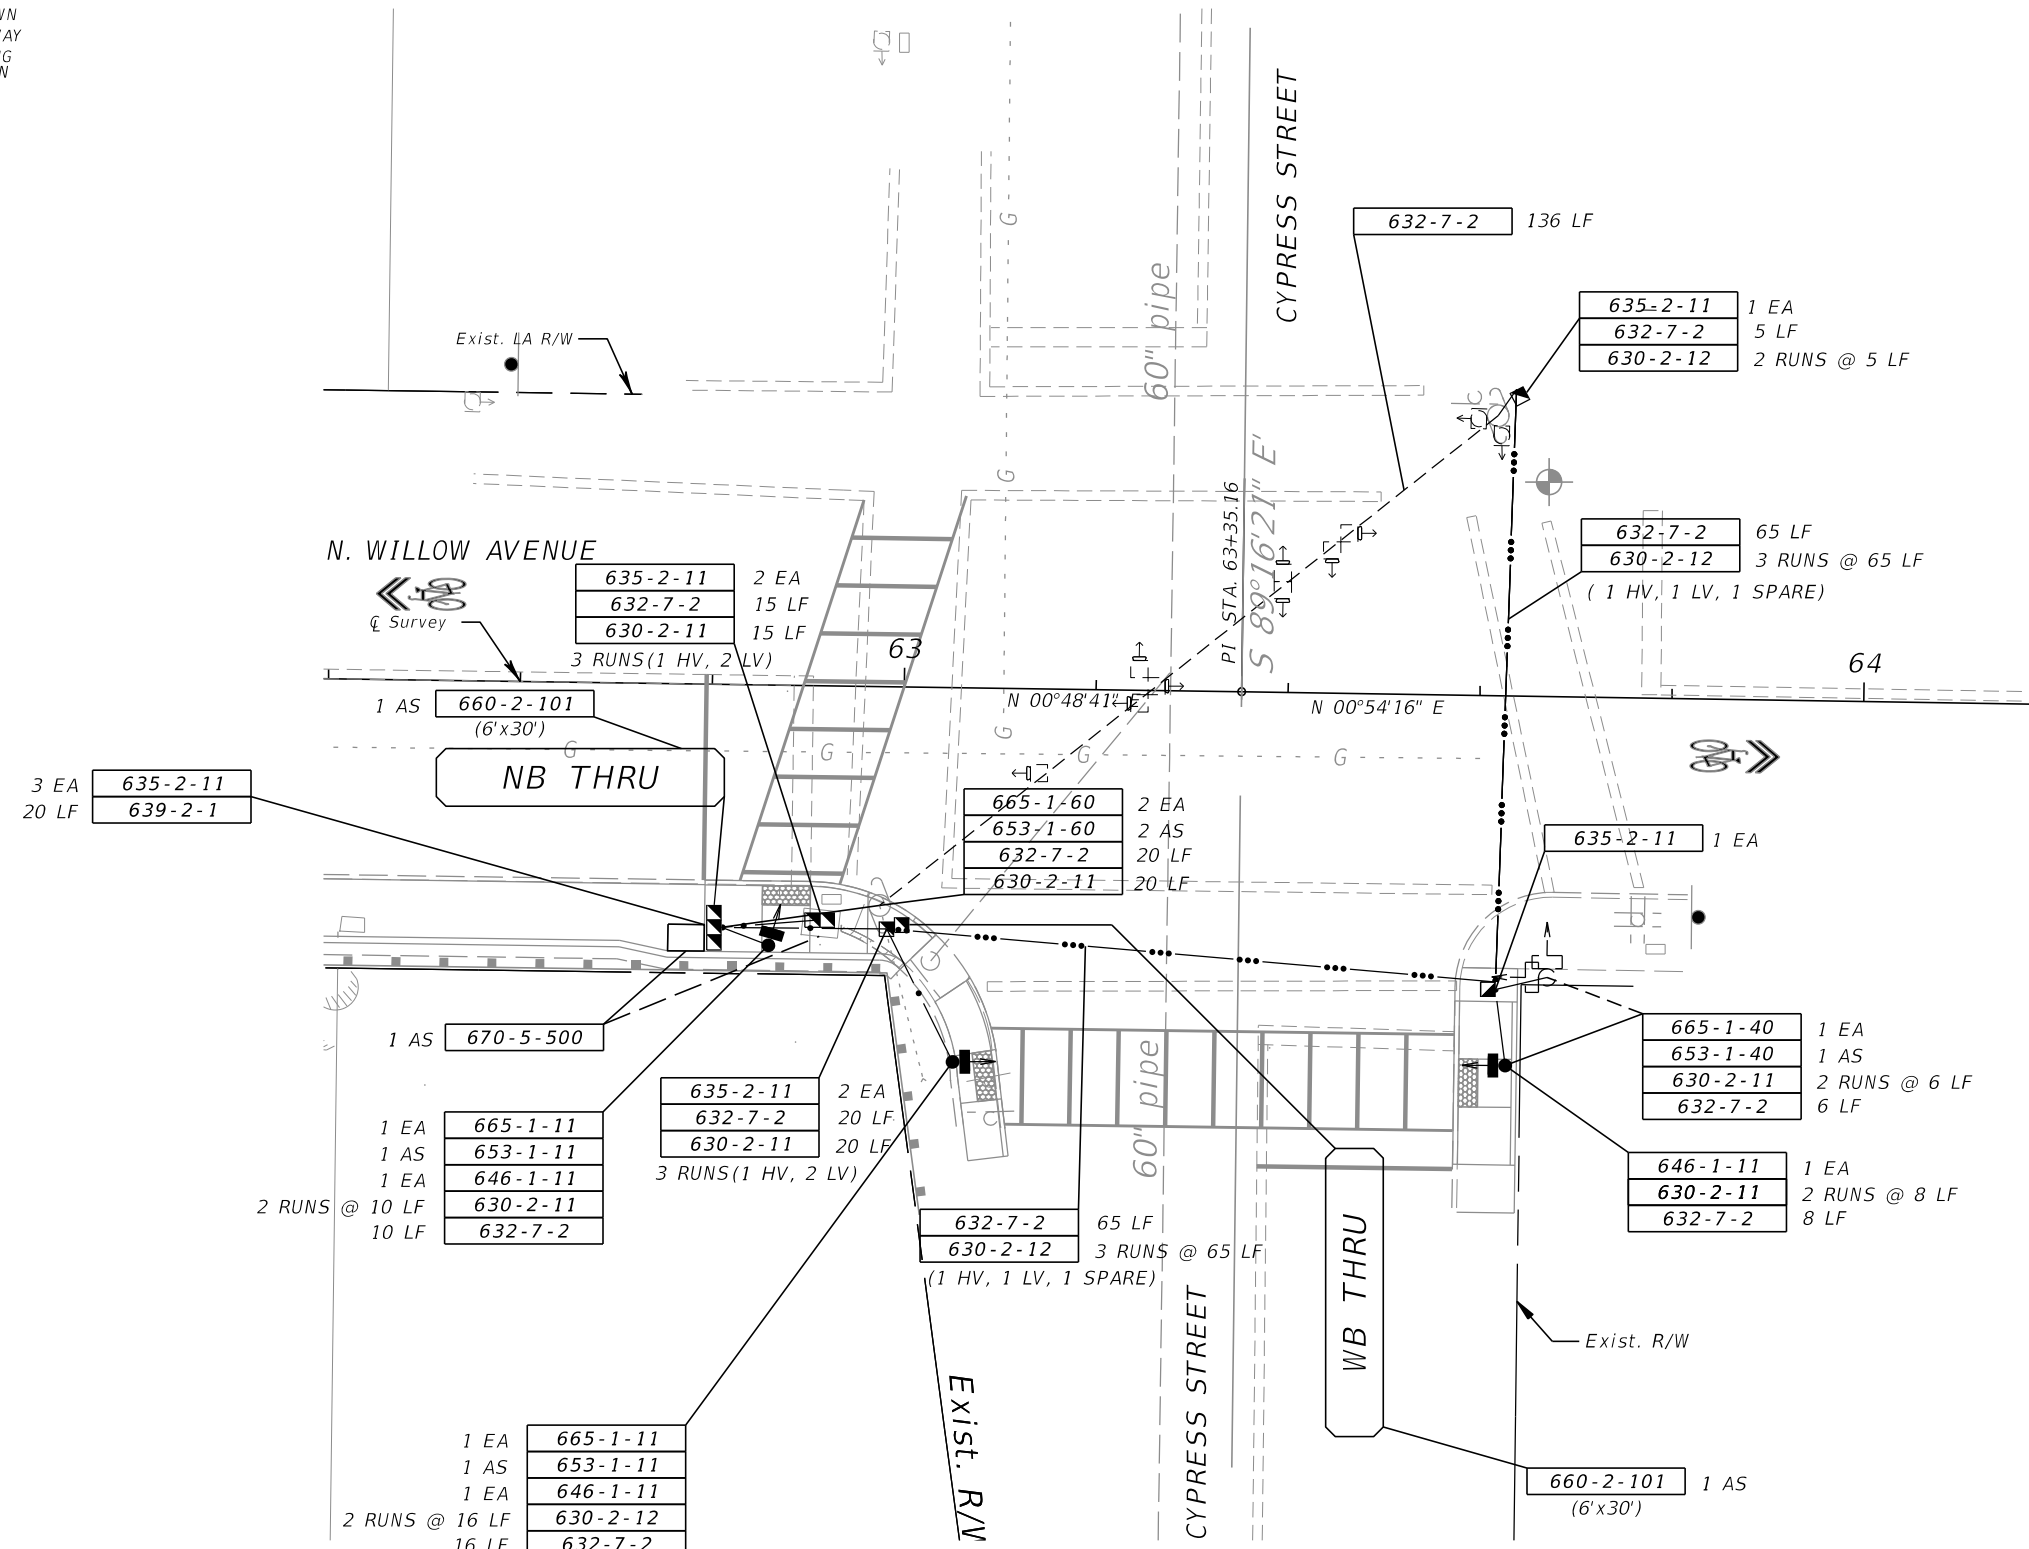 WN
AY
G
N
CYPRESS STREET
632-7-2 136 LF
635-2-11 1 EA
632-7-2 5 LF
630-2-12 2 RUNS @ 5 LF
G
60" pipe
Exist. LA R/W
G
PI STA. 63+35.16
S 89°16'21" E'
632-7-2 65 LF
630-2-12 3 RUNS @ 65 LF
( 1 HV, 1 LV, 1 SPARE)
N. WILLOW AVENUE
℄ Survey
635-2-11 2 EA
632-7-2 15 LF
630-2-11 15 LF
3 RUNS(1 HV, 2 LV)
63
64
N 00°48'41" E
N 00°54'16" E
1 AS 660-2-101
(6'x30')
G
G
G
G
G
NB THRU
3 EA 635-2-11
20 LF 639-2-1
665-1-60 2 EA
653-1-60 2 AS
632-7-2 20 LF
630-2-11 20 LF
635-2-11 1 EA
1 AS 670-5-500
665-1-40 1 EA
653-1-40 1 AS
630-2-11 2 RUNS @ 6 LF
632-7-2 6 LF
635-2-11 2 EA
632-7-2 20 LF
630-2-11 20 LF
3 RUNS(1 HV, 2 LV)
60" pipe
1 EA 665-1-11
1 AS 653-1-11
1 EA 646-1-11
2 RUNS @ 10 LF 630-2-11
10 LF 632-7-2
646-1-11 1 EA
630-2-11 2 RUNS @ 8 LF
632-7-2 8 LF
632-7-2 65 LF
630-2-12 3 RUNS @ 65 LF
(1 HV, 1 LV, 1 SPARE)
WB THRU
CYPRESS STREET
Exist. R/W
Exist. R/W
1 EA 665-1-11
1 AS 653-1-11
1 EA 646-1-11
2 RUNS @ 16 LF 630-2-12
16 LF 632-7-2
660-2-101 1 AS
(6'x30')